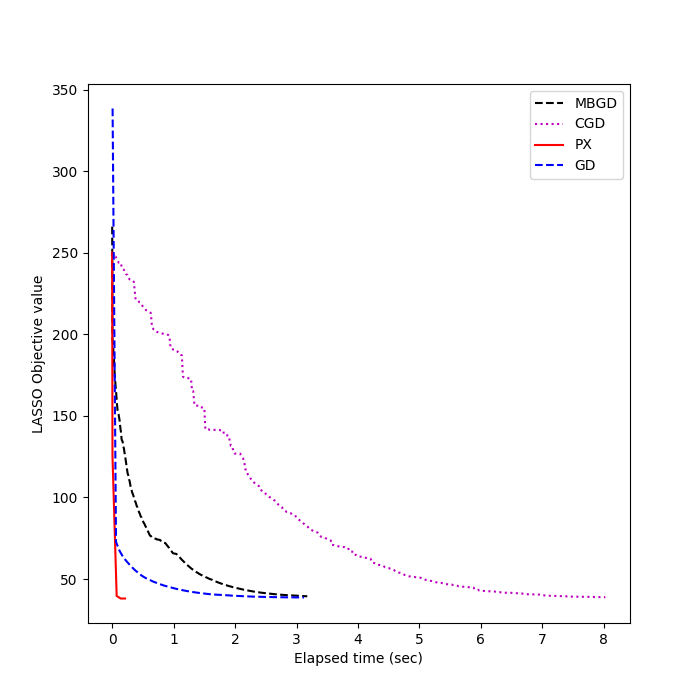 350
300
250
200
150
100
50
LASSO Objective value
MBGD
CGD
PX
GD
0 1 2 3 4 5 6 7 8
Elapsed time (sec)